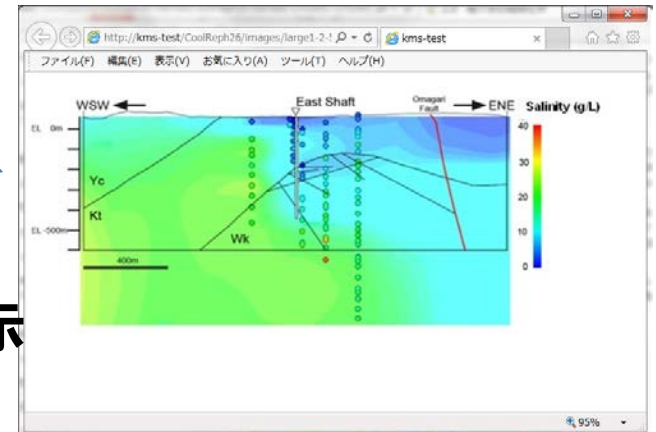 http://kms-test/CoolReph26/images/large1-2-!
kms-test
ファイル(F) 編集(E) 表示(V) お気に入り(A) ツール(T) ヘルプ(H)
WSW
East Shaft
Omagari
Fault
ENE
Salinity (g/L)
EL 0m
40
30
20
10
0
Yc
Kt
Wk
EL-500m
400m
示
95%